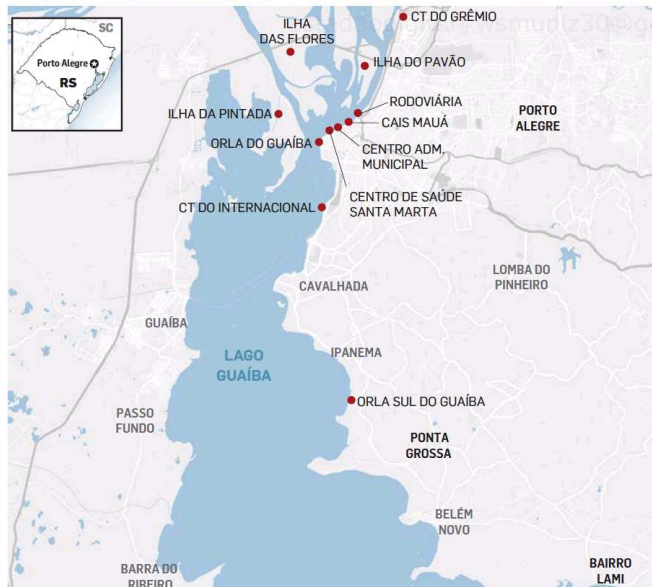 SC
Porto Alegre
RS
CT DO GRÊMIO
ILHA
DAS FLORES
ILHA DO PAVÃO
RODOVIÁRIA
ILHA DA PINTADA
CAIS MAUÁ
PORTO
ALEGRE
ORLA DO GUAÍBA
CENTRO ADM.
MUNICIPAL
CENTRO DE SAÚDE
SANTA MARTA
CT DO INTERNACIONAL
LOMBA DO
PINHEIRO
CAVALHADA
GUAÍBA
IPANEMA
LAGO
GUAÍBA
ORLA SUL DO GUAÍBA
PASSO
FUNDO
PONTA
GROSSA
BELÉM
NOVO
BARRA DO
RIBEIRO
BAIRRO
LAMI